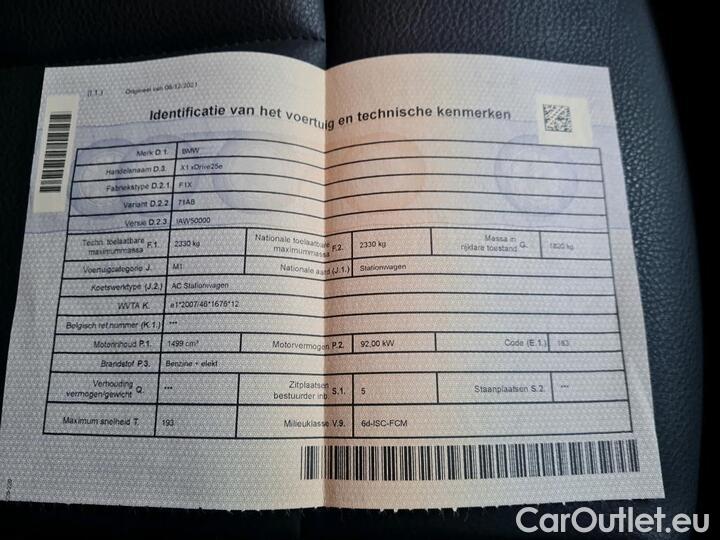 (I.1.) Origineel van 08/12/2021
Identificatie van het voertuig en technische kenmerken
Merk D.1. BMW
Handelsnaam D.3. X1 xDrive25e
Fabriekstype D.2.1 F1X
Variant D.2.2 71AB
Versie D.2.3 IAW50000
Techn. toelaatbare maximummassa F.1. 2330 kg Nationale toelaatbare maximummassa F.2. 2330 kg Massa in rijklare toestand G. 1820 kg
Voertuigcategorie J. M1 Nationale aard (J.1.) Stationwagen
Koetswerktype (J.2.) AC Stationwagen
WVTA K. e1*2007/46*1676*12
Belgisch ref.nummer (K.1.) ***
Motorinhoud P.1. 1499 cm³ Motorvermogen P.2. 92,00 kW Code (E.1.) 163
Brandstof P.3. Benzine + elekt
Verhouding vermogen/gewicht Q. *** Zitplaatsen bestuurder inb. S.1. 5 Staanplaatsen S.2. ***
Maximum snelheid T. 193 Milieuklasse V.9. 6d-ISC-FCM
CarOutlet.eu